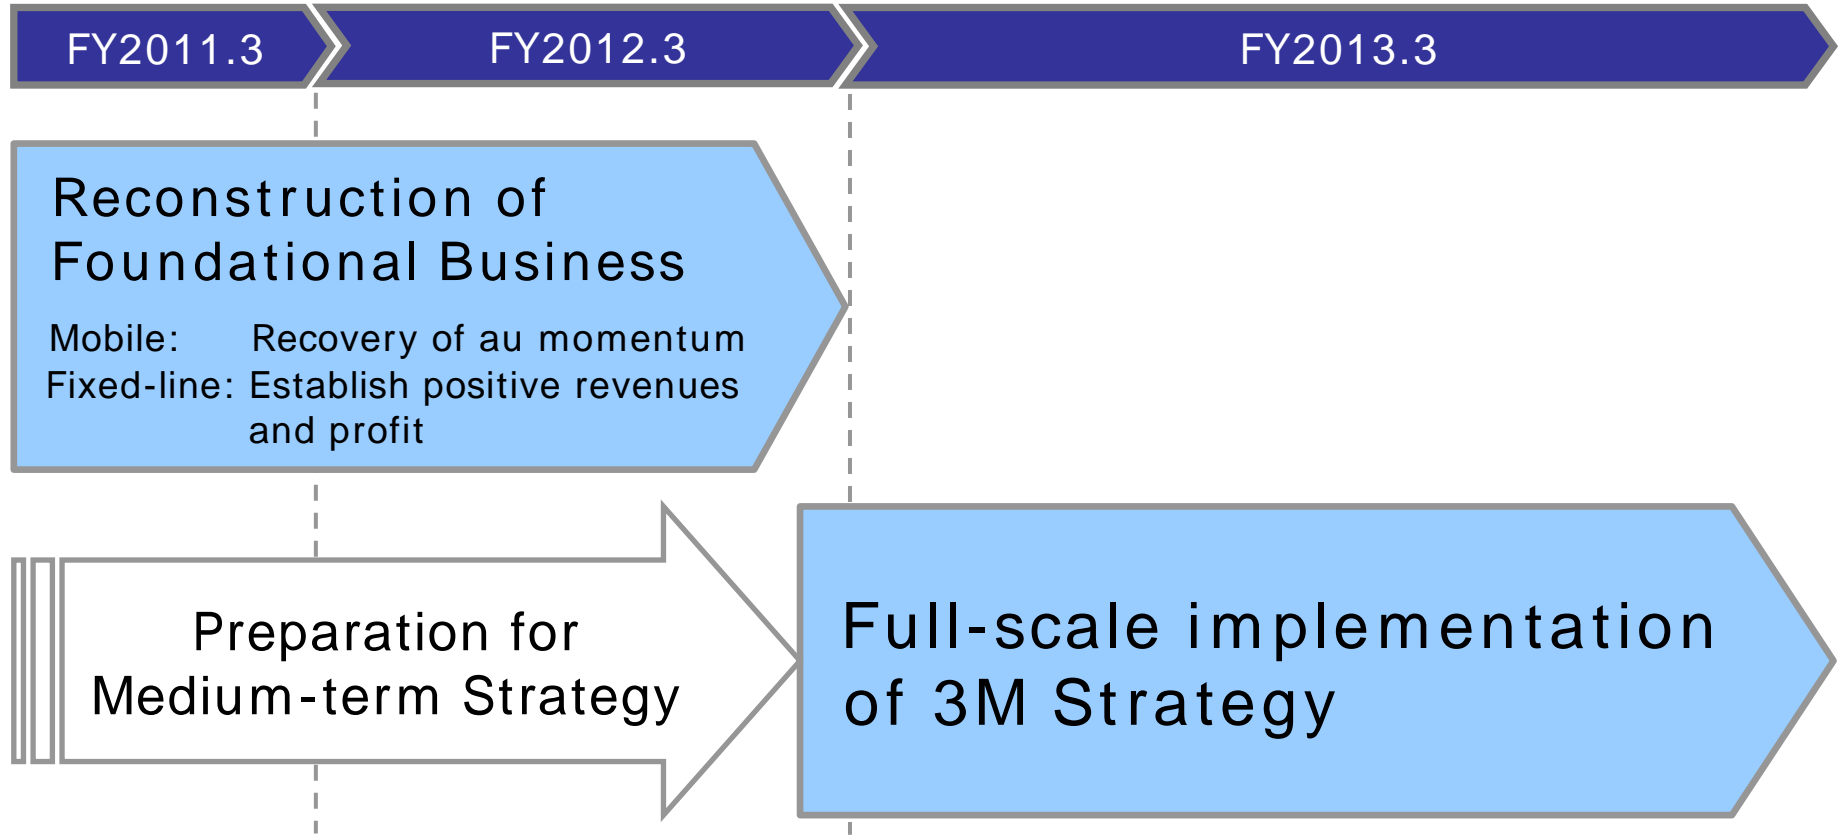 FY2011.3
FY2012.3
FY2013.3
Reconstruction of
Foundational Business
Mobile: Recovery of au momentum
Fixed-line: Establish positive revenues
and profit
Preparation for
Medium-term Strategy
Full-scale implementation
of 3M Strategy